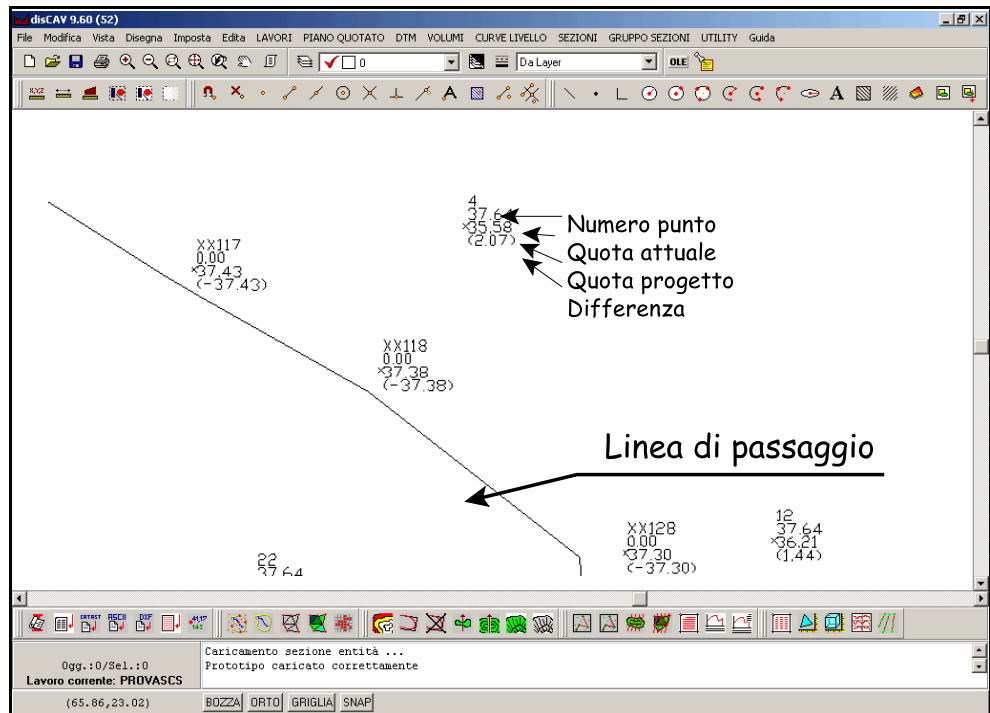 disCAV 9.60 (52)
File Modifica Vista Disegna Imposta Edita LAVORI PIANO QUOTATO DTM VOLUMI CURVE LIVELLO SEZIONI GRUPPO SEZIONI UTILITY Guida
0
Da Layer
OLE
X,Y,Z
A
A
4
37.64
×35.58
(2.07)
Numero punto
Quota attuale
Quota progetto
Differenza
XX117
0.00
×37.43
(-37.43)
XX118
0.00
×37.38
(-37.38)
Linea di passaggio
XX128
0.00
×37.30
(-37.30)
12
37.64
×36.21
(1.44)
22
37.64
ASCII
DXF
Ogg.:0/Sel.:0
Lavoro corrente: PROVASCS
Caricamento sezione entità ...
Prototipo caricato correttamente
(65.86,23.02)
BOZZA ORTO GRIGLIA SNAP